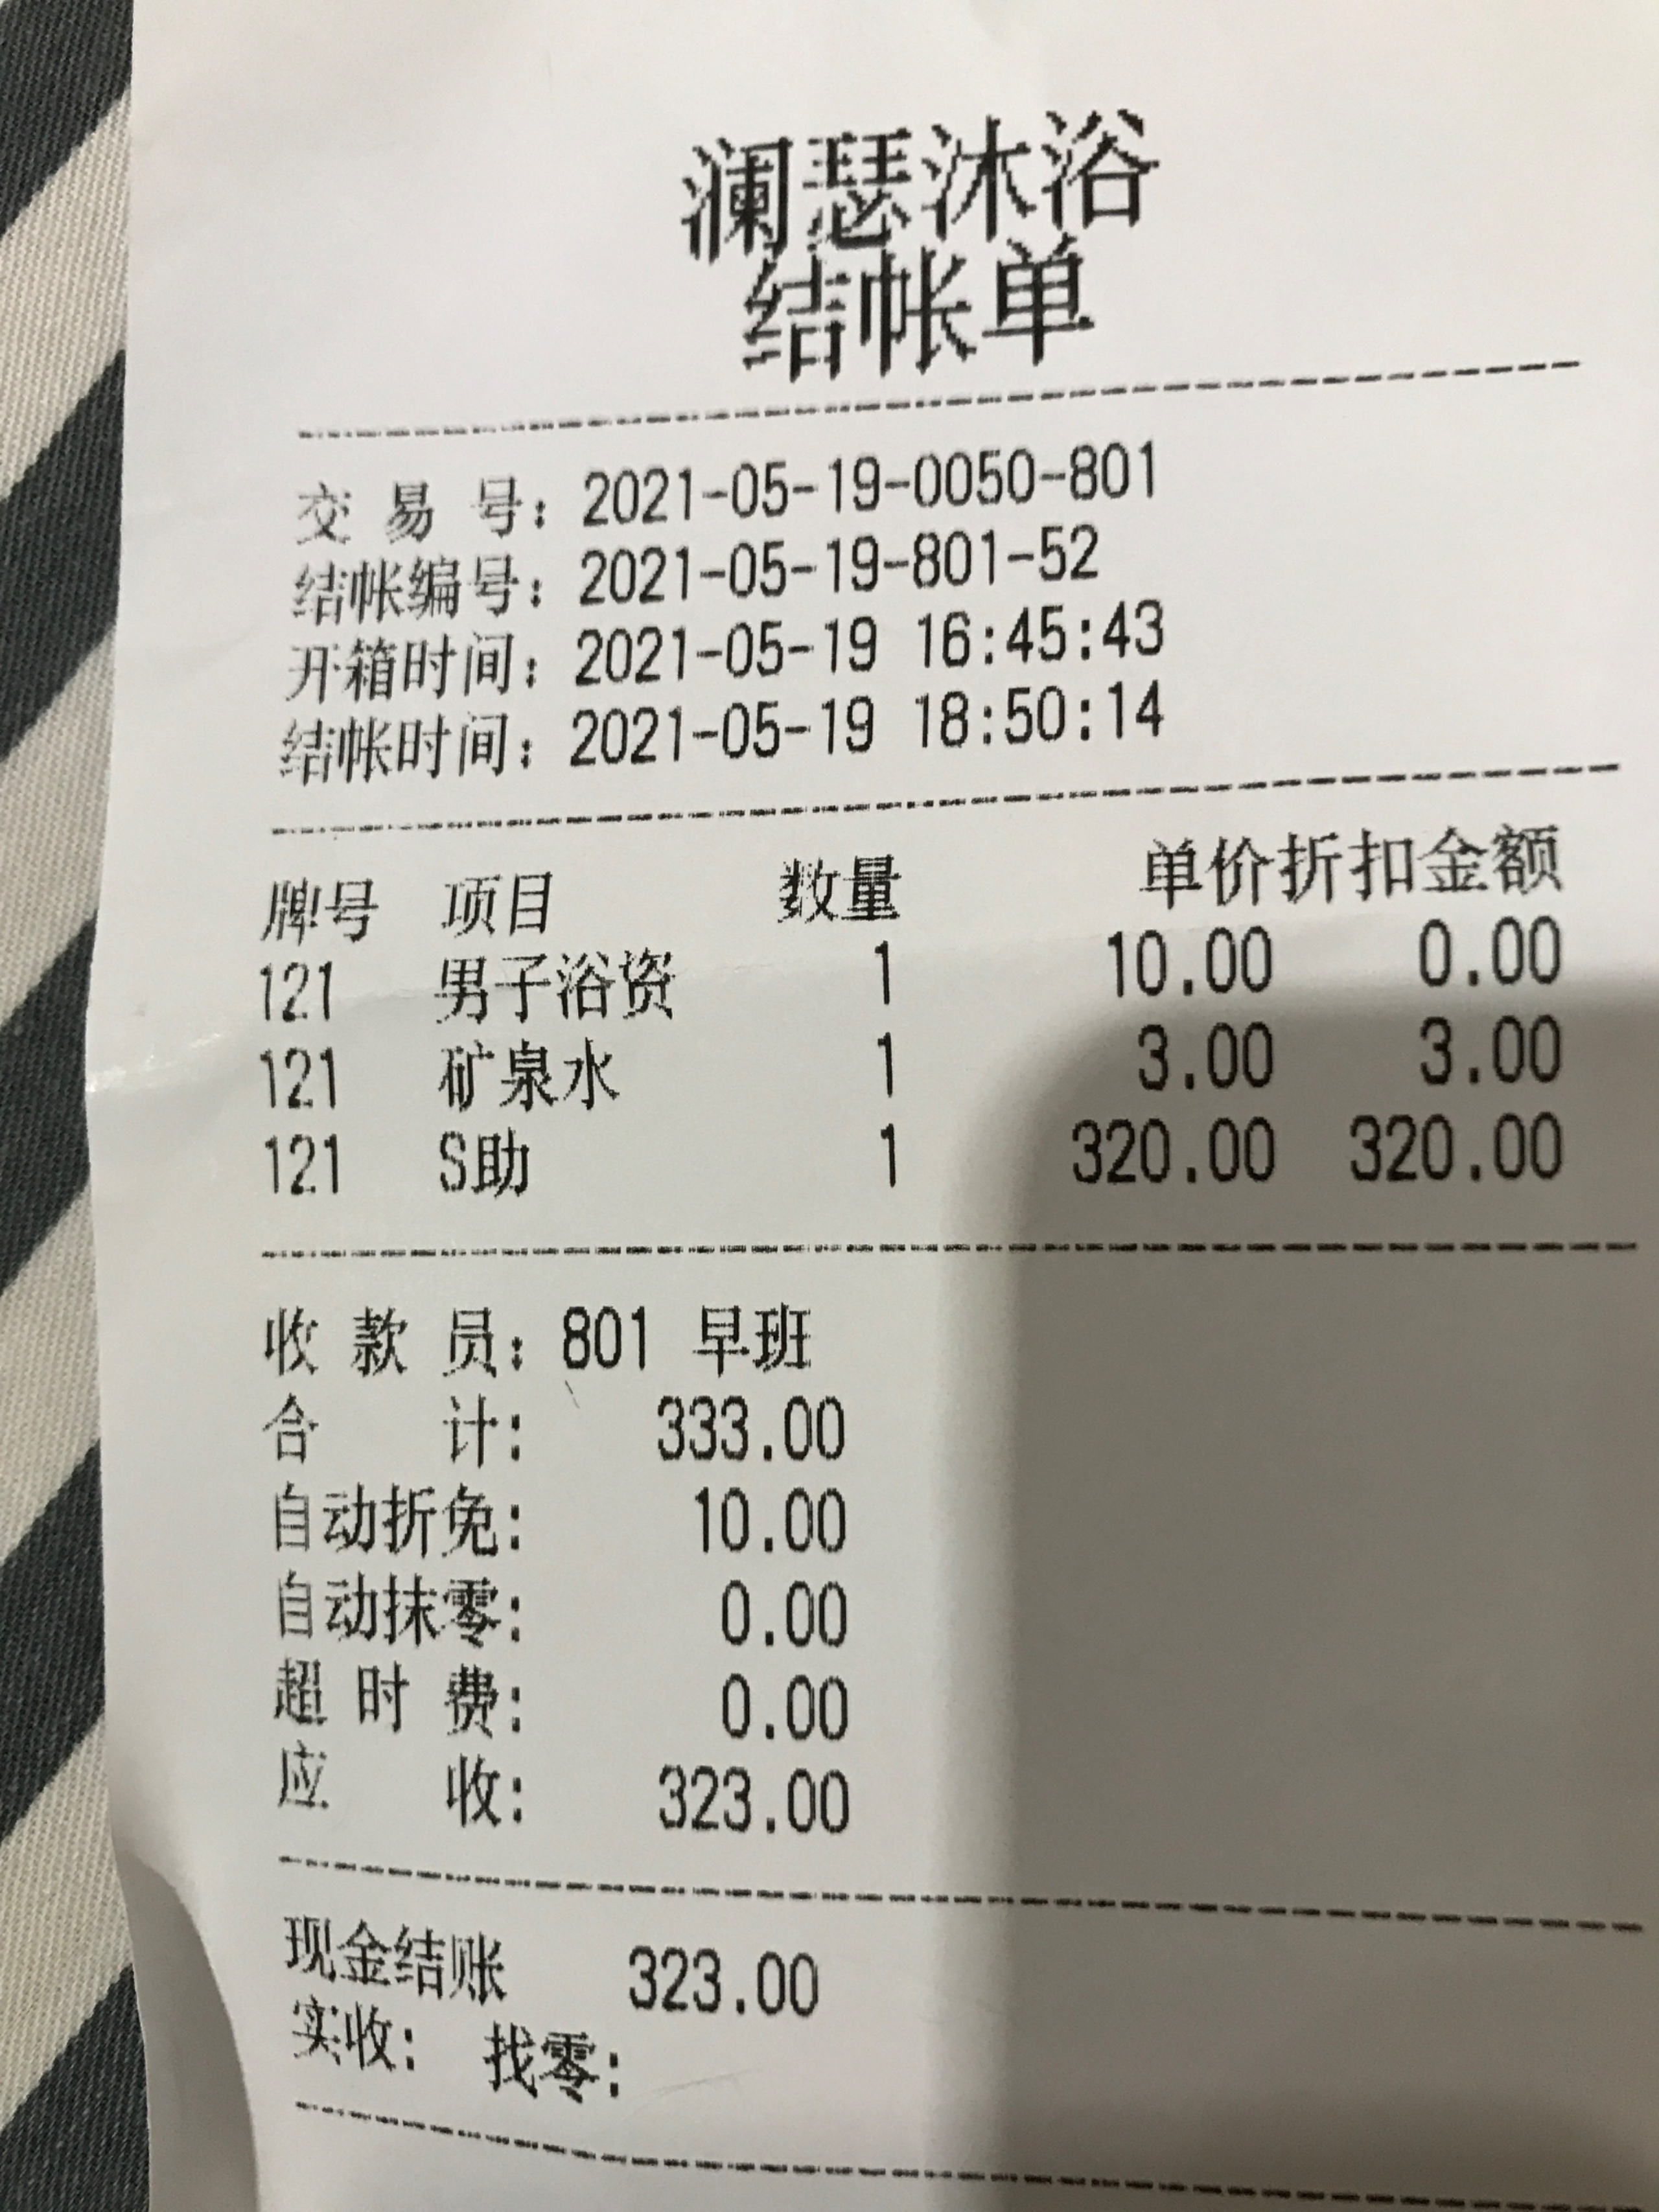 澜瑟沐浴
结帐单
交易号：2021-05-19-0050-801
结帐编号：2021-05-19-801-52
开箱时间：2021-05-19 16:45:43
结帐时间：2021-05-19 18:50:14
牌号 项目 数量 单价折扣金额
121 男子浴资 1 10.00 0.00
121 矿泉水 1 3.00 3.00
121 S助 1 320.00 320.00
收款员：801 早班
合计: 333.00
自动折免: 10.00
自动抹零: 0.00
超时费: 0.00
应收: 323.00
现金结账 323.00
实收: 找零: